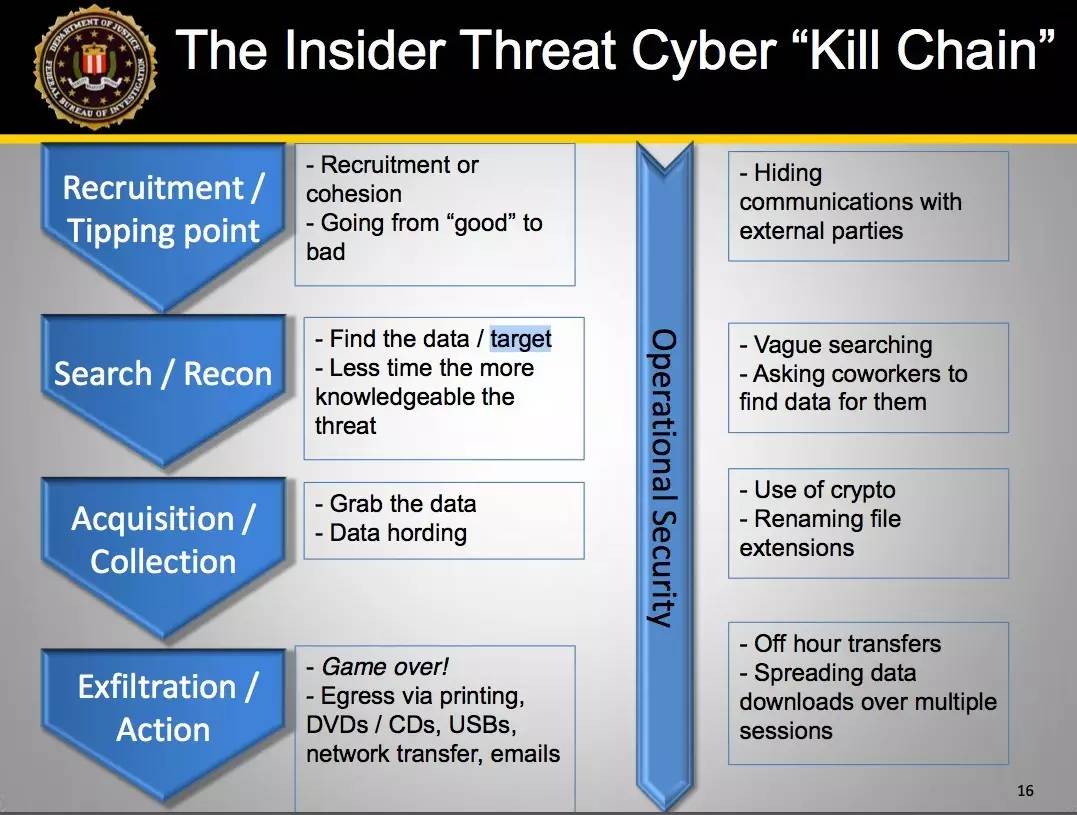 DEPARTMENT OF JUSTICE
FEDERAL BUREAU OF INVESTIGATION
The Insider Threat Cyber “Kill Chain”
Recruitment /
Tipping point
- Recruitment or
cohesion
- Going from “good” to
bad
- Hiding
communications with
external parties
Search / Recon
- Find the data / target
- Less time the more
knowledgeable the
threat
- Vague searching
- Asking coworkers to
find data for them
Acquisition /
Collection
- Grab the data
- Data hording
- Use of crypto
- Renaming file
extensions
Exfiltration /
Action
- Game over!
- Egress via printing,
DVDs / CDs, USBs,
network transfer, emails
- Off hour transfers
- Spreading data
downloads over multiple
sessions
Operational Security
16